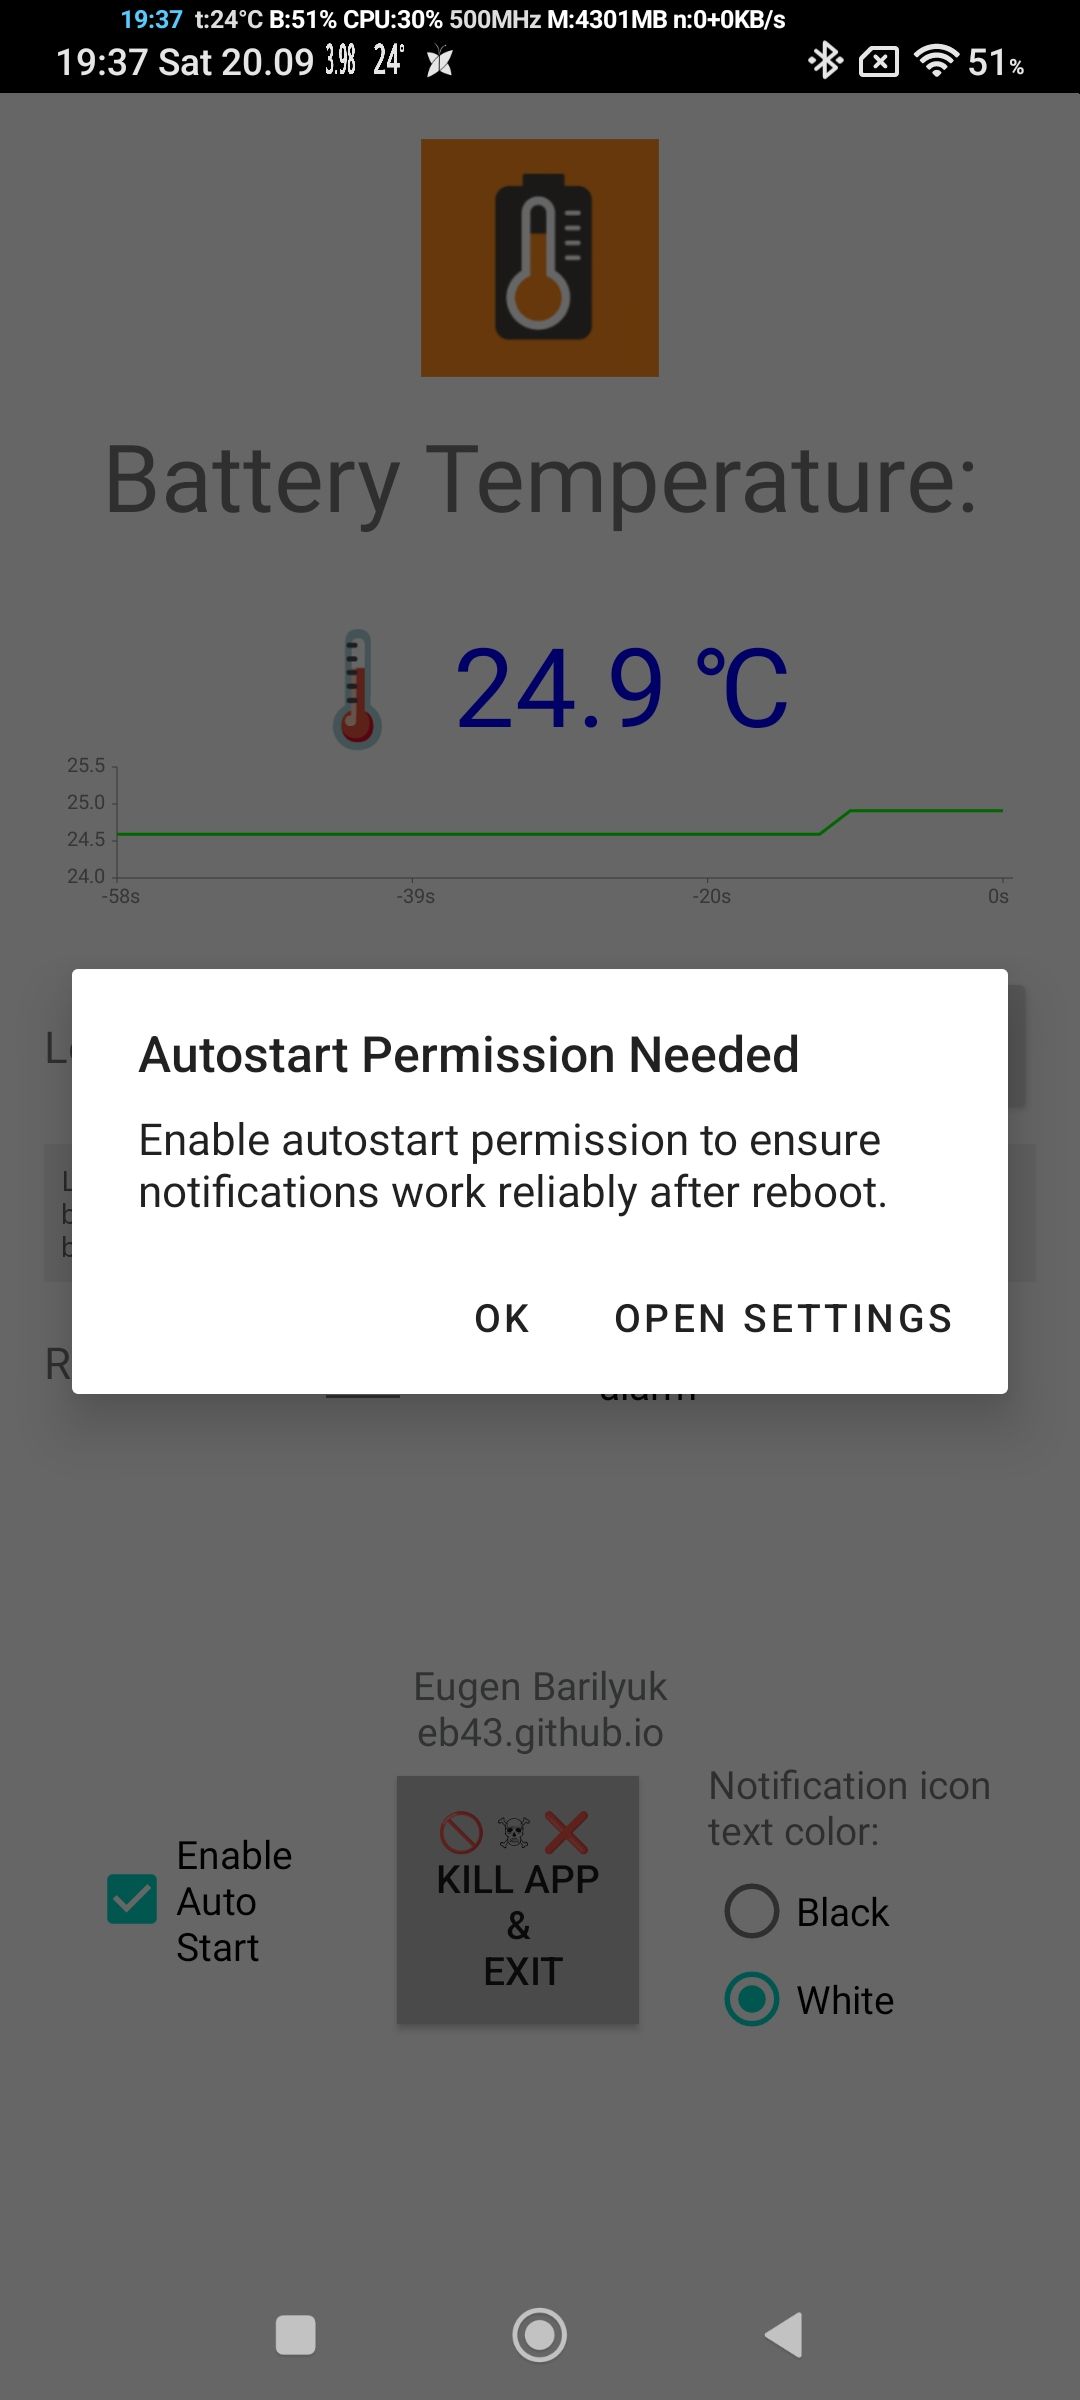 19:37 t:24°C B:51% CPU:30% 500MHz M:4301MB n:0+0KB/s
19:37 Sat 20.09 3.98 24° 51%
Battery Temperature:
24.9 °C
25.5
25.0
24.5
24.0
-58s -39s -20s 0s
Autostart Permission Needed
Enable autostart permission to ensure
notifications work reliably after reboot.
OK OPEN SETTINGS
Eugen Barilyuk
eb43.github.io
Enable
Auto
Start
KILL APP
&
EXIT
Notification icon
text color:
Black
White